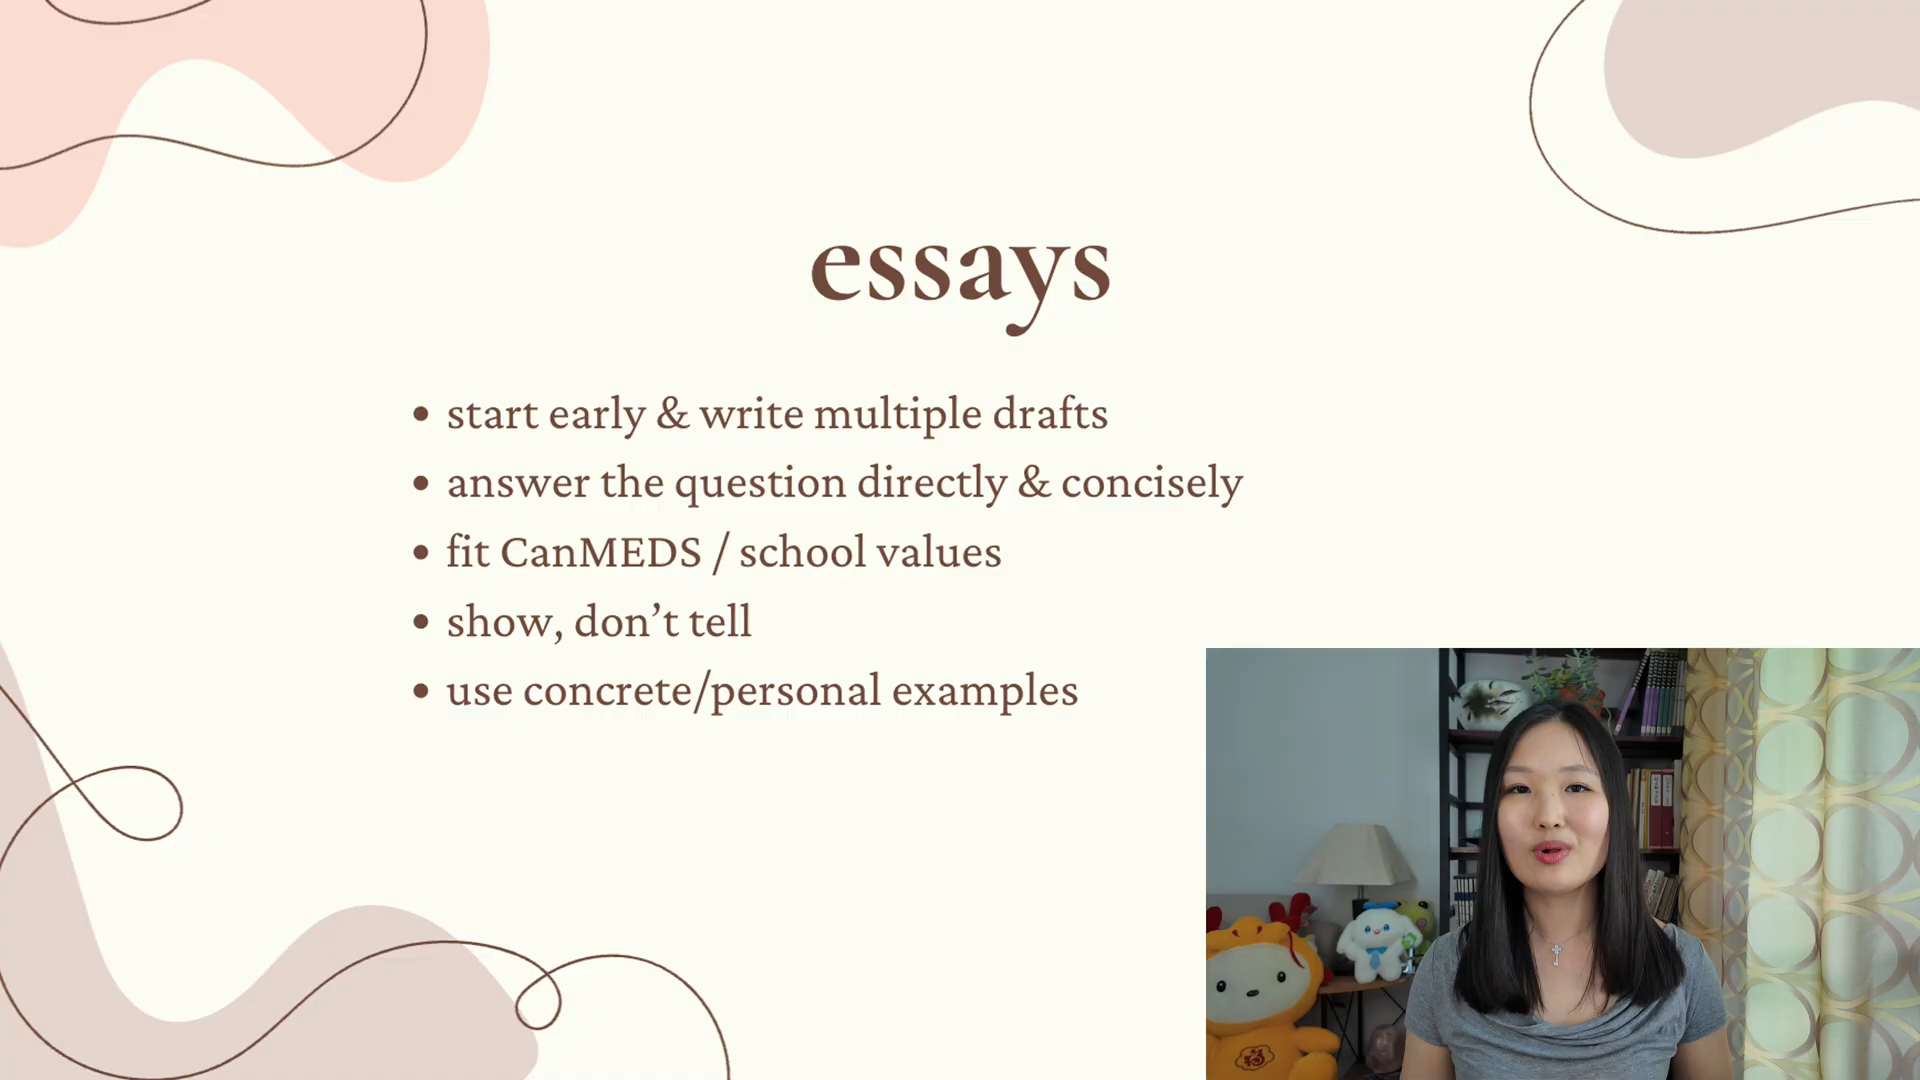 essays
• start early & write multiple drafts
• answer the question directly & concisely
• fit CanMEDS / school values
• show, don’t tell
• use concrete/personal examples